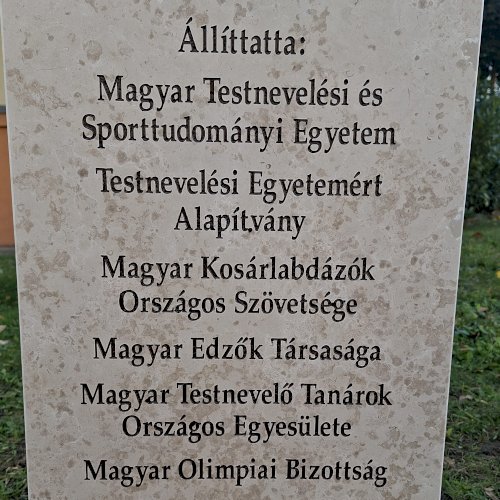 Állíttatta:
Magyar Testnevelési és
Sporttudományi Egyetem
Testnevelési Egyetemért
Alapítvány
Magyar Kosárlabdázók
Országos Szövetsége
Magyar Edzők Társasága
Magyar Testnevelő Tanárok
Országos Egyesülete
Magyar Olimpiai Bizottság